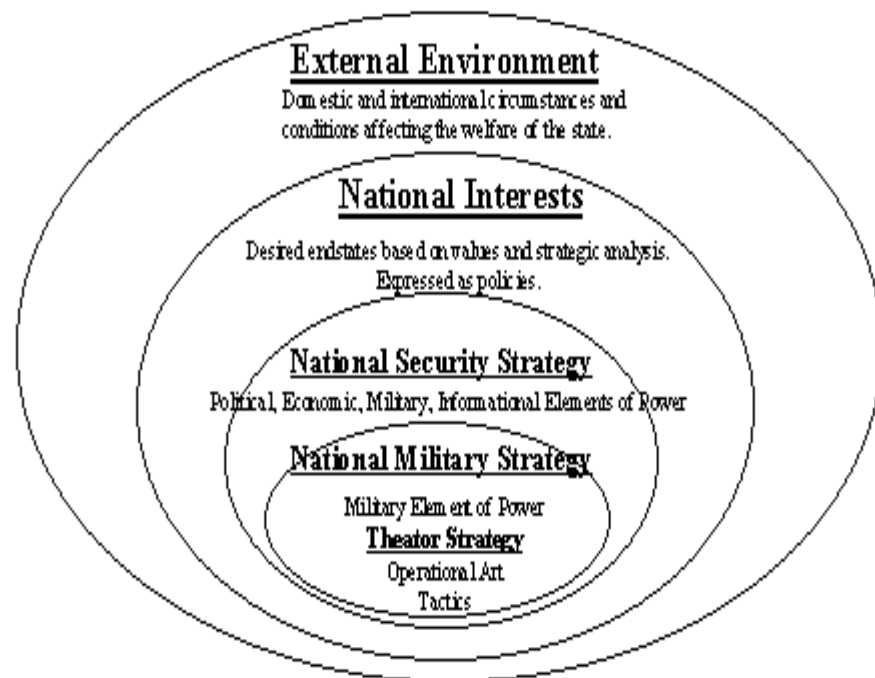 External Environment
Domestic and international circumstances and
conditions affecting the welfare of the state.
National Interests
Desired endstates based on values and strategic analysis.
Expressed as policies.
National Security Strategy
Political, Economic, Military, Informational Elements of Power
National Military Strategy
Military Element of Power
Theator Strategy
Operational Art
Tactics